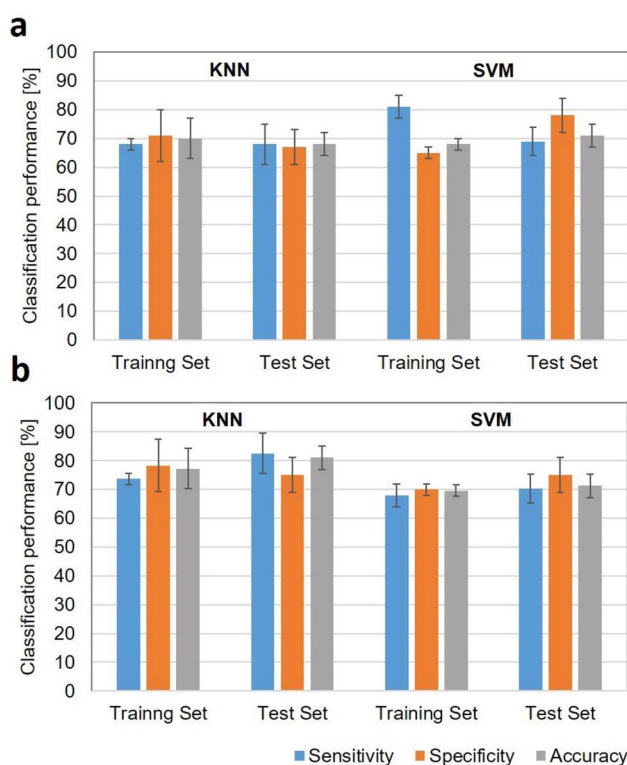 a
Classification performance [%]
100
90
80
70
60
50
40
30
20
10
0
KNN
SVM
Trainng Set
Test Set
Training Set
Test Set
b
Classification performance [%]
100
90
80
70
60
50
40
30
20
10
0
KNN
SVM
Trainng Set
Test Set
Training Set
Test Set
Sensitivity
Specificity
Accuracy